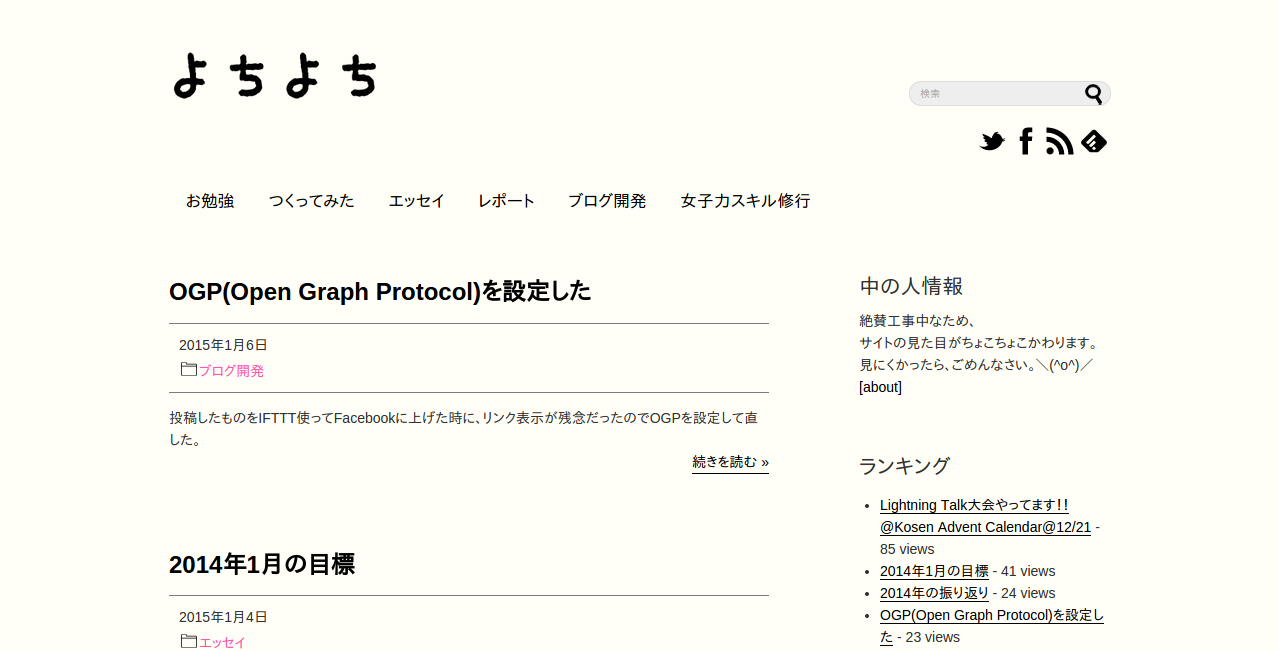 よちよち
検索
お勉強 つくってみた エッセイ レポート ブログ開発 女子力スキル修行
OGP(Open Graph Protocol)を設定した
2015年1月6日
ブログ開発
投稿したものをIFTTT使ってFacebookに上げた時に、リンク表示が残念だったのでOGPを設定して直
した。
続きを読む »
2014年1月の目標
2015年1月4日
エッセイ
中の人情報
絶賛工事中なため、
サイトの見た目がちょこちょこかわります。
見にくかったら、ごめんなさい。＼(^o^)／
[about]
ランキング
Lightning Talk大会やってます！！
@Kosen Advent Calendar@12/21 -
85 views
2014年1月の目標 - 41 views
2014年の振り返り - 24 views
OGP(Open Graph Protocol)を設定し
た - 23 views